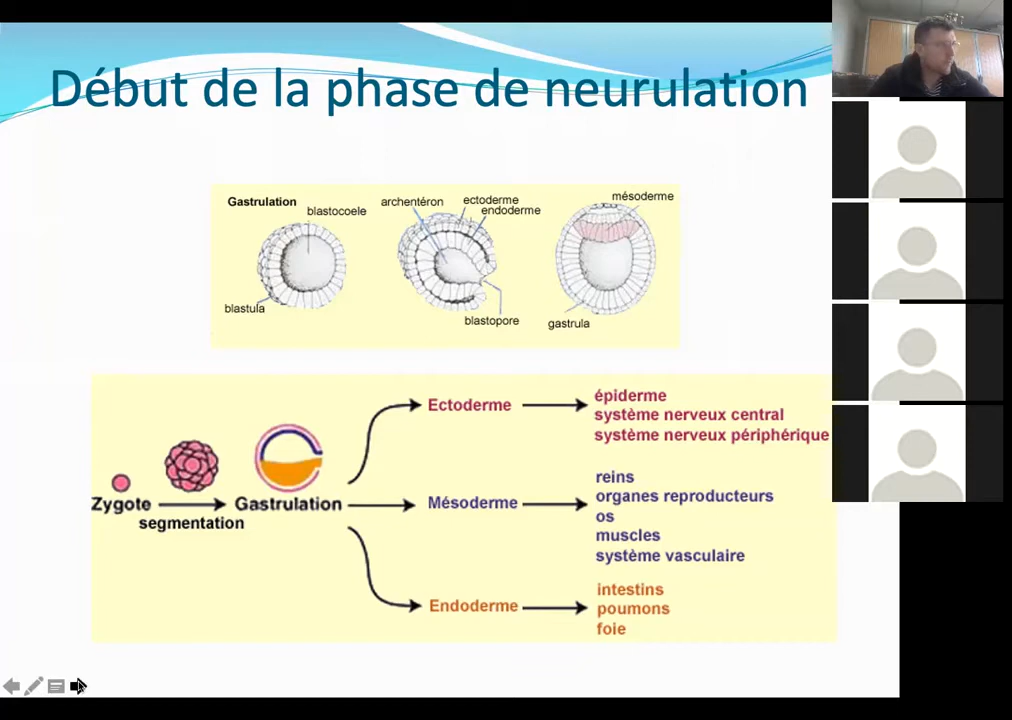 Début de la phase de neurulation
Gastrulation
blastocoele
archentéron
ectoderme
endoderme
mésoderme
blastula
blastopore
gastrula
Zygote
segmentation
Gastrulation
Ectoderme
épiderme
système nerveux central
système nerveux périphérique
Mésoderme
reins
organes reproducteurs
os
muscles
système vasculaire
Endoderme
intestins
poumons
foie